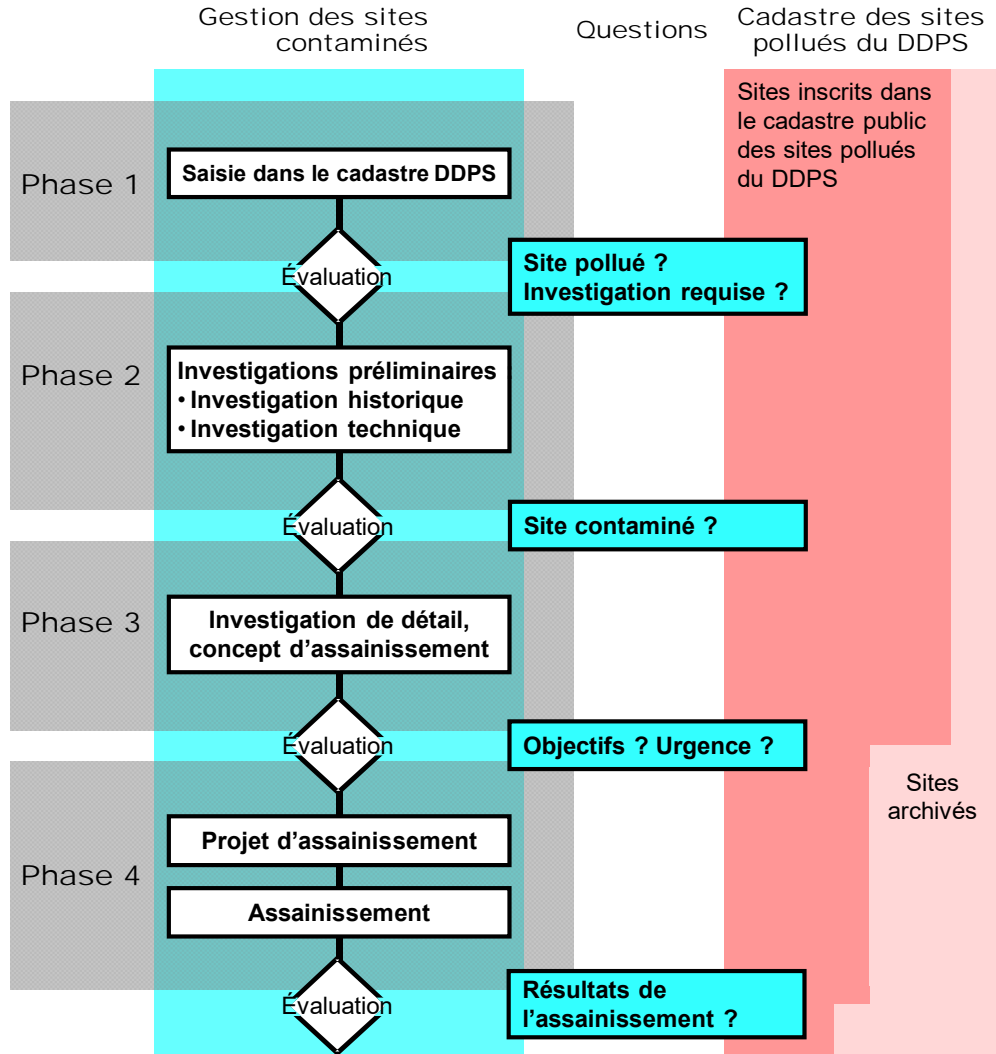 Gestion des sites
contaminés
Questions
Cadastre des sites
pollués du DDPS
Sites inscrits dans
le cadastre public
des sites pollués
du DDPS
Phase 1
Saisie dans le cadastre DDPS
Évaluation
Site pollué ?
Investigation requise ?
Phase 2
Investigations préliminaires :
• Investigation historique
• Investigation technique
Évaluation
Site contaminé ?
Phase 3
Investigation de détail,
concept d’assainissement
Évaluation
Objectifs ? Urgence ?
Sites
archivés
Phase 4
Projet d’assainissement
Assainissement
Évaluation
Résultats de
l’assainissement ?